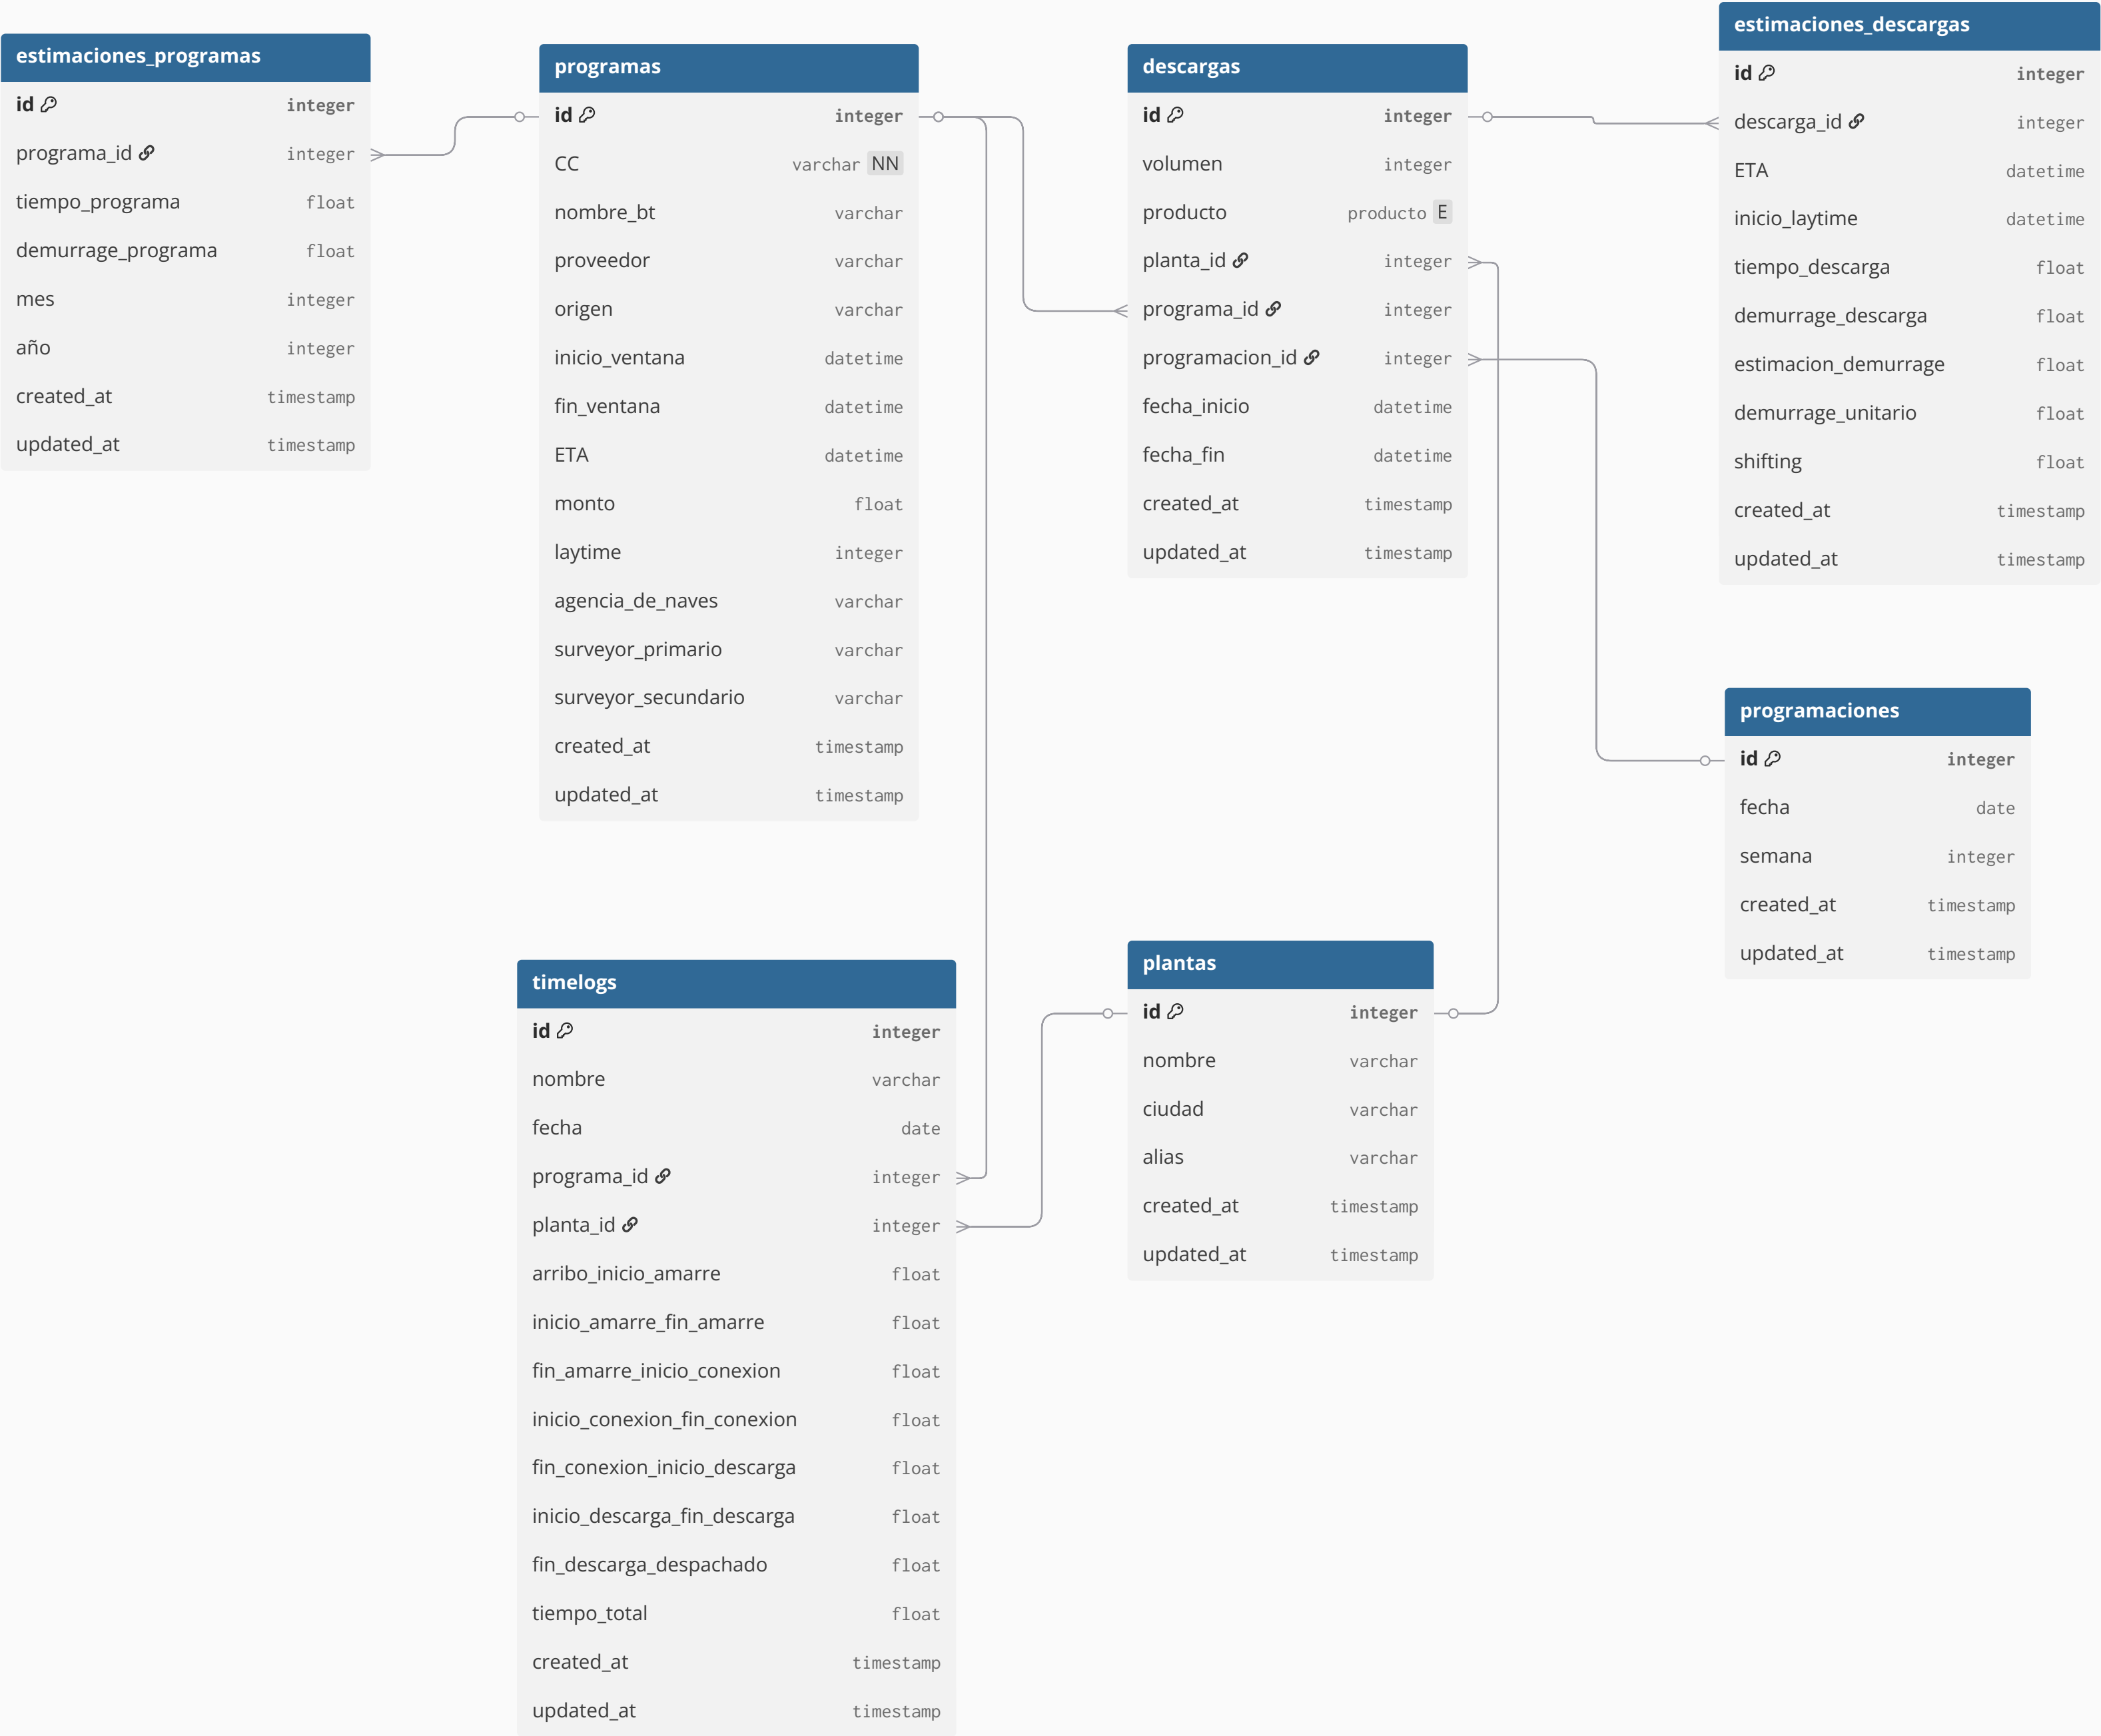 estimaciones_programas
id integer
programa_id integer
tiempo_programa float
demurrage_programa float
mes integer
año integer
created_at timestamp
updated_at timestamp
programas
id integer
CC varchar NN
nombre_bt varchar
proveedor varchar
origen varchar
inicio_ventana datetime
fin_ventana datetime
ETA datetime
monto float
laytime integer
agencia_de_naves varchar
surveyor_primario varchar
surveyor_secundario varchar
created_at timestamp
updated_at timestamp
descargas
id integer
volumen integer
producto producto E
planta_id integer
programa_id integer
programacion_id integer
fecha_inicio datetime
fecha_fin datetime
created_at timestamp
updated_at timestamp
estimaciones_descargas
id integer
descarga_id integer
ETA datetime
inicio_laytime datetime
tiempo_descarga float
demurrage_descarga float
estimacion_demurrage float
demurrage_unitario float
shifting float
created_at timestamp
updated_at timestamp
programaciones
id integer
fecha date
semana integer
created_at timestamp
updated_at timestamp
timelogs
id integer
nombre varchar
fecha date
programa_id integer
planta_id integer
arribo_inicio_amarre float
inicio_amarre_fin_amarre float
fin_amarre_inicio_conexion float
inicio_conexion_fin_conexion float
fin_conexion_inicio_descarga float
inicio_descarga_fin_descarga float
fin_descarga_despachado float
tiempo_total float
created_at timestamp
updated_at timestamp
plantas
id integer
nombre varchar
ciudad varchar
alias varchar
created_at timestamp
updated_at timestamp